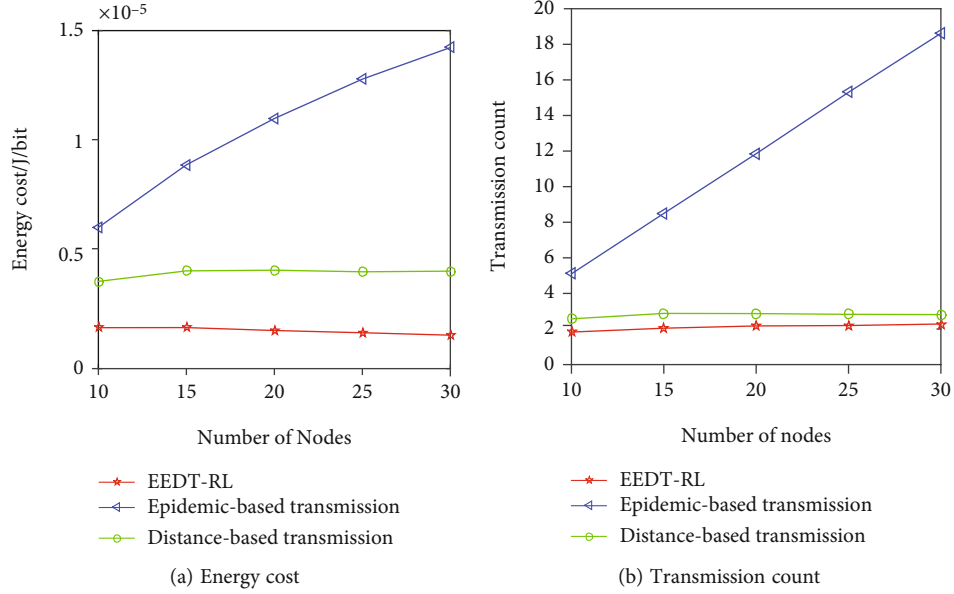 ×10−5
1.5
1
0.5
0
10
15
20
25
30
Energy cost/J/bit
Number of Nodes
EEDT-RL
Epidemic-based transmission
Distance-based transmission
(a) Energy cost
20
18
16
14
12
10
8
6
4
2
0
10
15
20
25
30
Transmission count
Number of nodes
EEDT-RL
Epidemic-based transmission
Distance-based transmission
(b) Transmission count